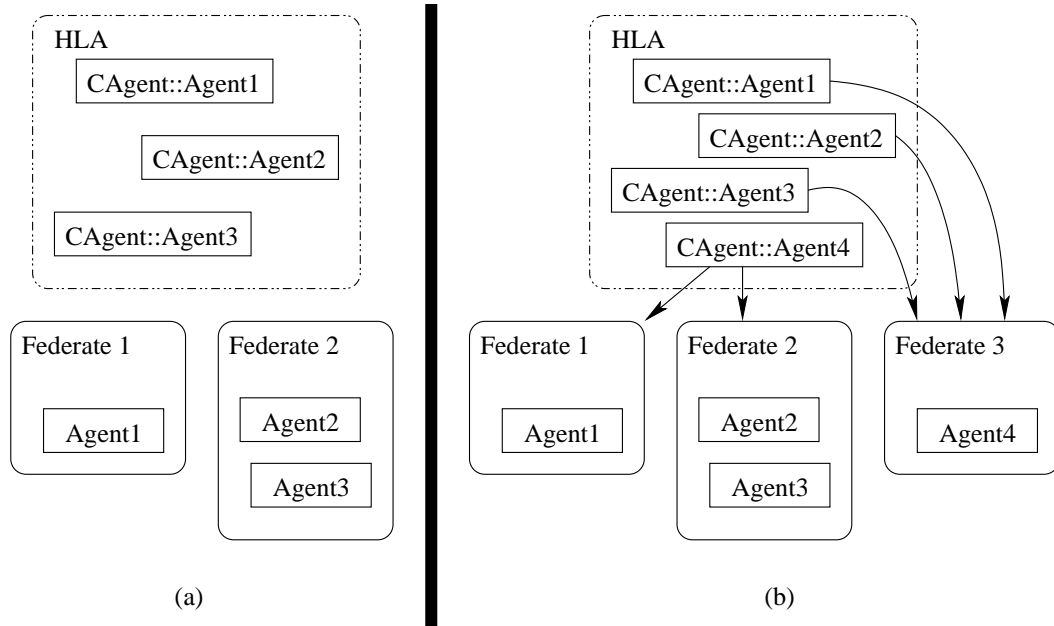 HLA
CAgent::Agent1
CAgent::Agent2
CAgent::Agent3
Federate 1
Agent1
Federate 2
Agent2
Agent3
(a)
HLA
CAgent::Agent1
CAgent::Agent2
CAgent::Agent3
CAgent::Agent4
Federate 1
Agent1
Federate 2
Agent2
Agent3
Federate 3
Agent4
(b)